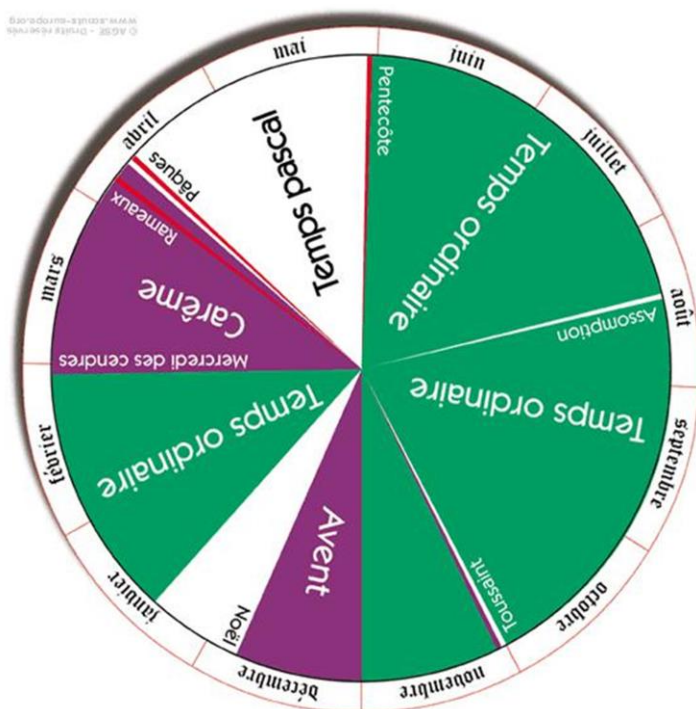 © AGSE - Droits réservés
www.scouts-europe.org
mai
juin
juillet
août
septembre
octobre
novembre
décembre
janvier
février
mars
avril
Pentecôte
Temps ordinaire
Assomption
Temps ordinaire
Toussaint
Avent
Noël
Temps ordinaire
Mercredi des cendres
Carême
Rameaux
Pâques
Temps pascal